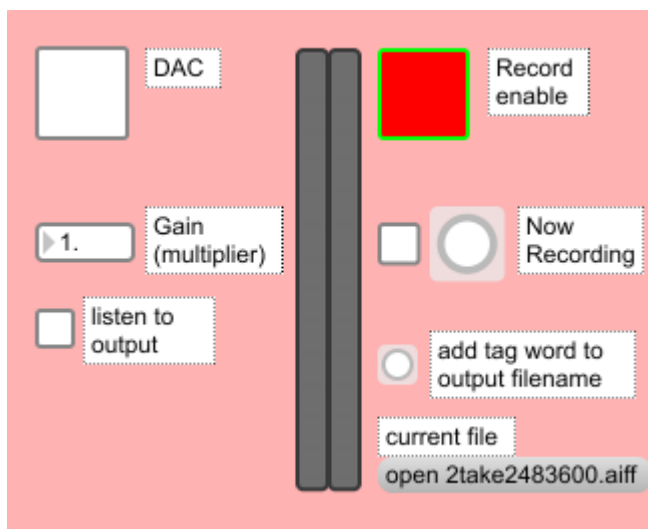 DAC
Record
enable
1.
Gain
(multiplier)
Now
Recording
listen to
output
add tag word to
output filename
current file
open 2take2483600.aiff